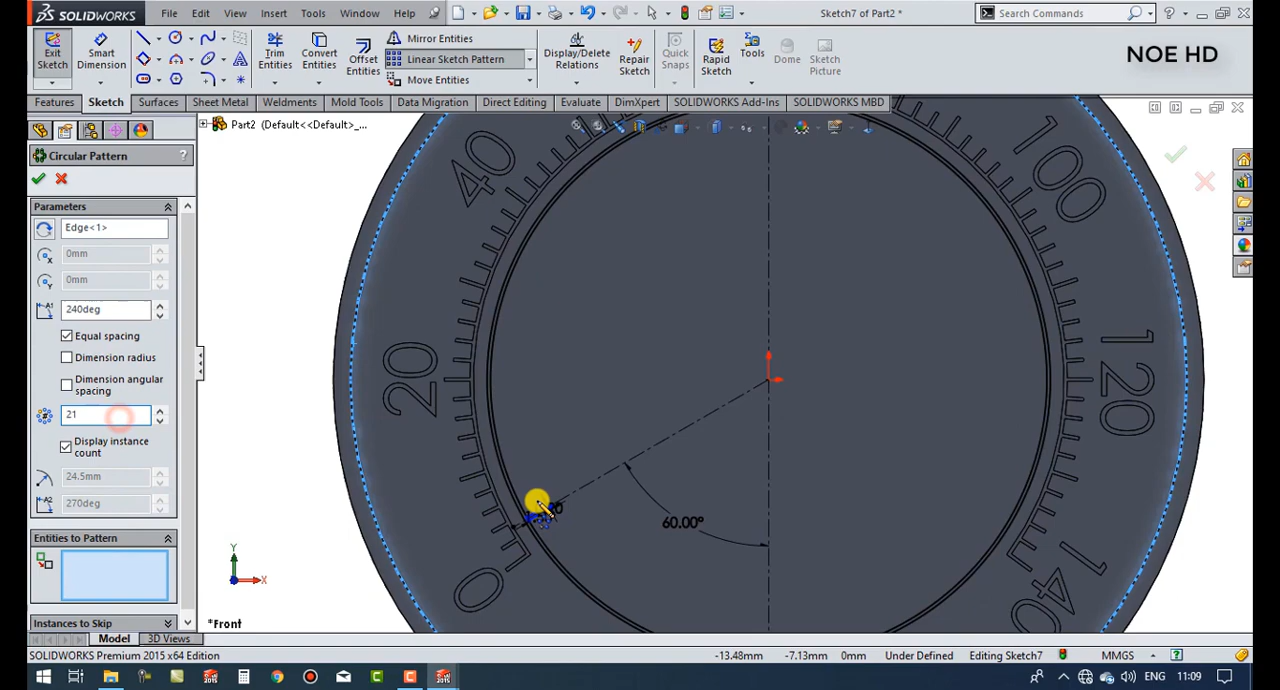 SOLIDWORKS File Edit View Insert Tools Window Help Sketch7 of Part2 * Search Commands
Exit Sketch
Smart Dimension
Trim Entities
Convert Entities
Offset Entities
Mirror Entities
Linear Sketch Pattern
Move Entities
Display/Delete Relations
Repair Sketch
Quick Snaps
Rapid Sketch
Tools
Dome
Sketch Picture
NOE HD
Features Sketch Surfaces Sheet Metal Weldments Mold Tools Data Migration Direct Editing Evaluate DimXpert SOLIDWORKS Add-Ins SOLIDWORKS MBD
Part2 (Default<<Default>_...
Circular Pattern ?
Parameters
Edge<1>
0mm
0mm
A1 240deg
Equal spacing
Dimension radius
Dimension angular spacing
21
Display instance count
24.5mm
A2 270deg
Entities to Pattern
Instances to Skip
40
100
20
120
60.00°
0
140
Y
X
*Front
Model 3D Views
SOLIDWORKS Premium 2015 x64 Edition -13.48mm -7.13mm 0mm Under Defined Editing Sketch7 MMGS
2015 2015 ENG 11:09